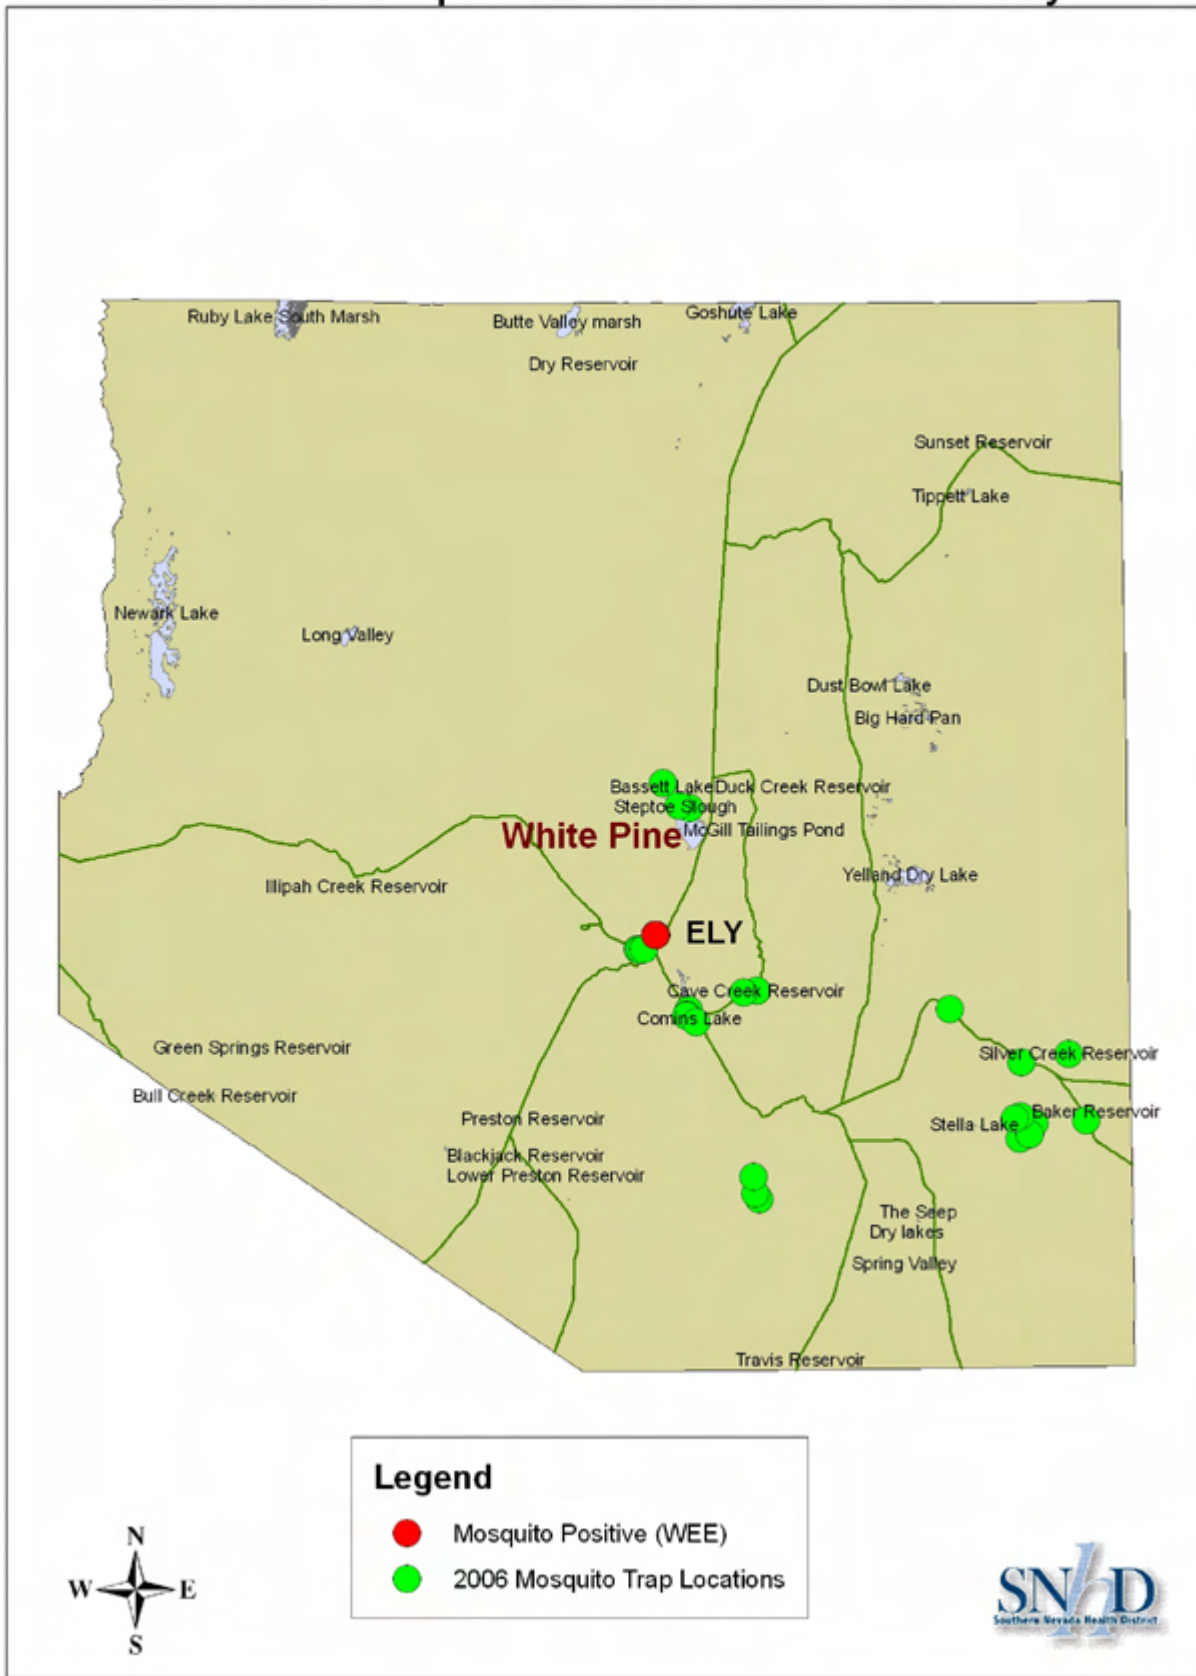 Ruby Lake South Marsh
Butte Valley marsh
Goshute Lake
Dry Reservoir
Sunset Reservoir
Tippett Lake
Newark Lake
Long Valley
Dust Bowl Lake
Big Hard Pan
Bassett Lake
Duck Creek Reservoir
Steptoe Slough
White Pine
McGill Tailings Pond
Yelland Dry Lake
Illipah Creek Reservoir
ELY
Cave Creek Reservoir
Comins Lake
Green Springs Reservoir
Silver Creek Reservoir
Bull Creek Reservoir
Preston Reservoir
Baker Reservoir
Stella Lake
Blackjack Reservoir
Lower Preston Reservoir
The Seep
Dry lakes
Spring Valley
Travis Reservoir
Legend
Mosquito Positive (WEE)
2006 Mosquito Trap Locations
N
W E
S
SNhD
Southern Nevada Health District